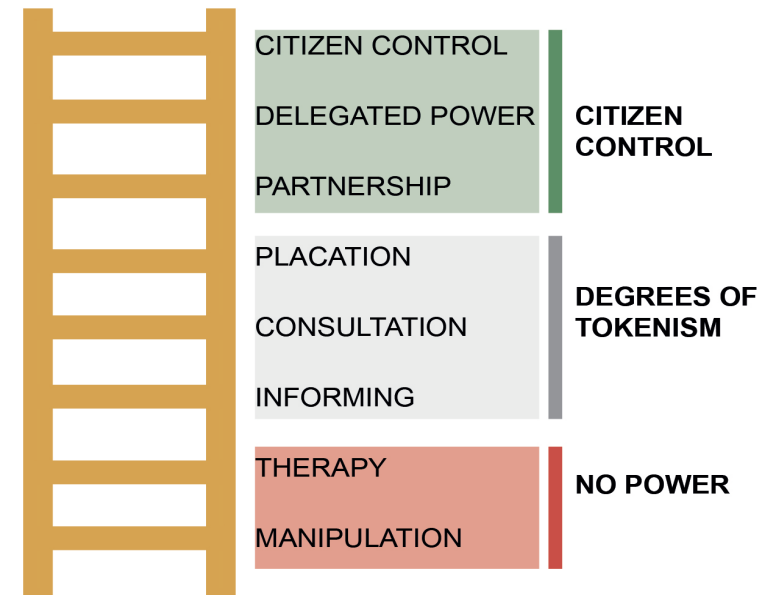 CITIZEN CONTROL
DELEGATED POWER
PARTNERSHIP
CITIZEN
CONTROL
PLACATION
CONSULTATION
INFORMING
DEGREES OF
TOKENISM
THERAPY
MANIPULATION
NO POWER